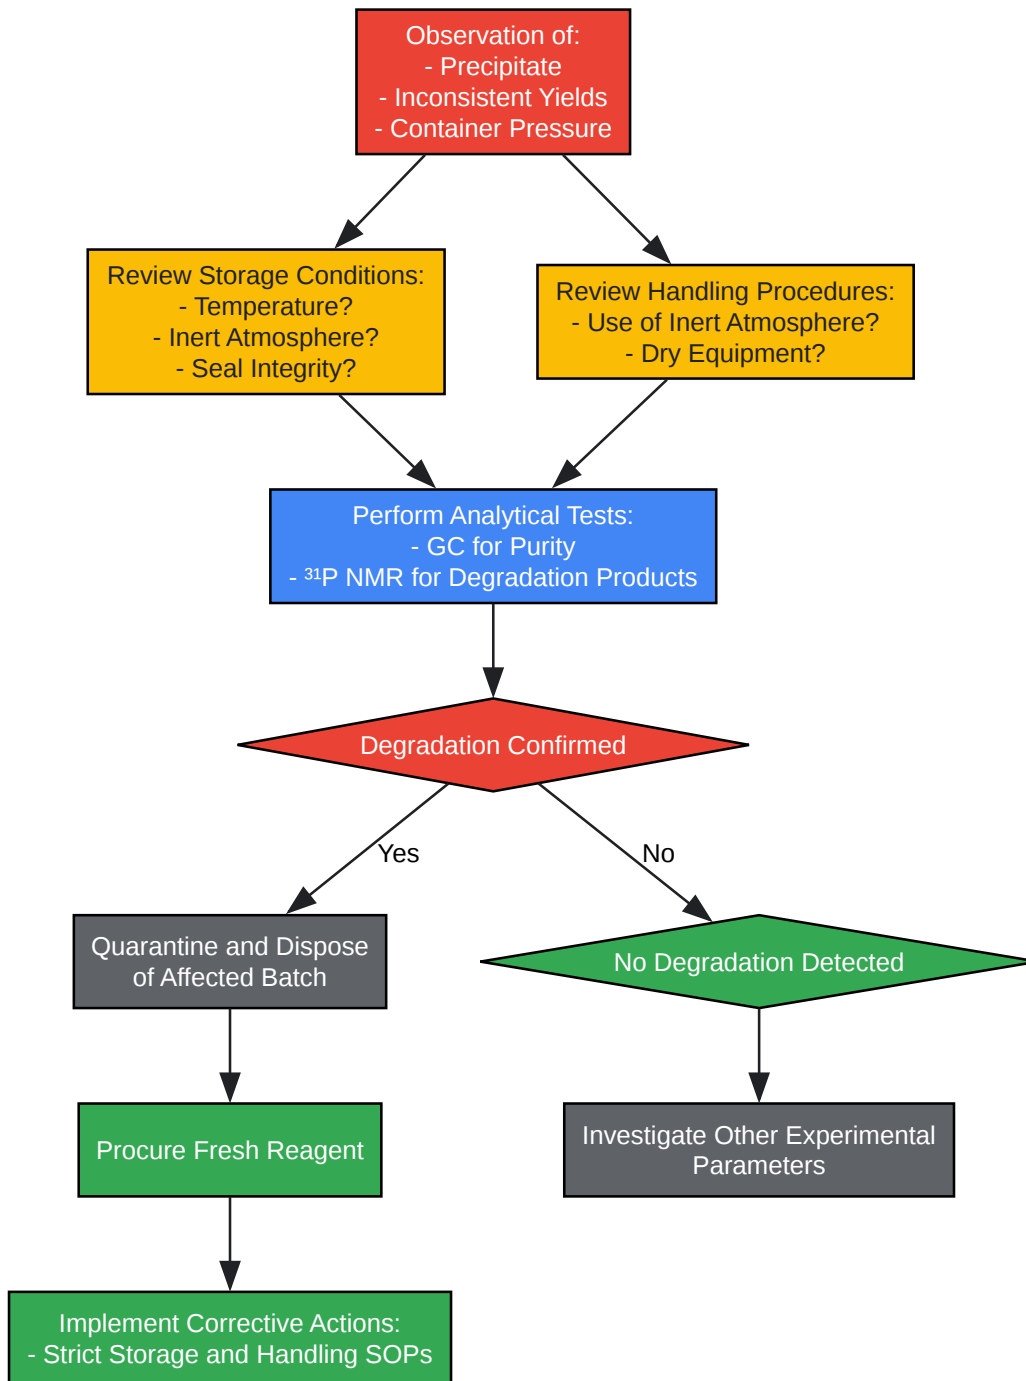 Observation of:
- Precipitate
- Inconsistent Yields
- Container Pressure
Review Storage Conditions:
- Temperature?
- Inert Atmosphere?
- Seal Integrity?
Review Handling Procedures:
- Use of Inert Atmosphere?
- Dry Equipment?
Perform Analytical Tests:
- GC for Purity
- ³¹P NMR for Degradation Products
Degradation Confirmed
Yes
No
Quarantine and Dispose
of Affected Batch
No Degradation Detected
Procure Fresh Reagent
Investigate Other Experimental
Parameters
Implement Corrective Actions:
- Strict Storage and Handling SOPs